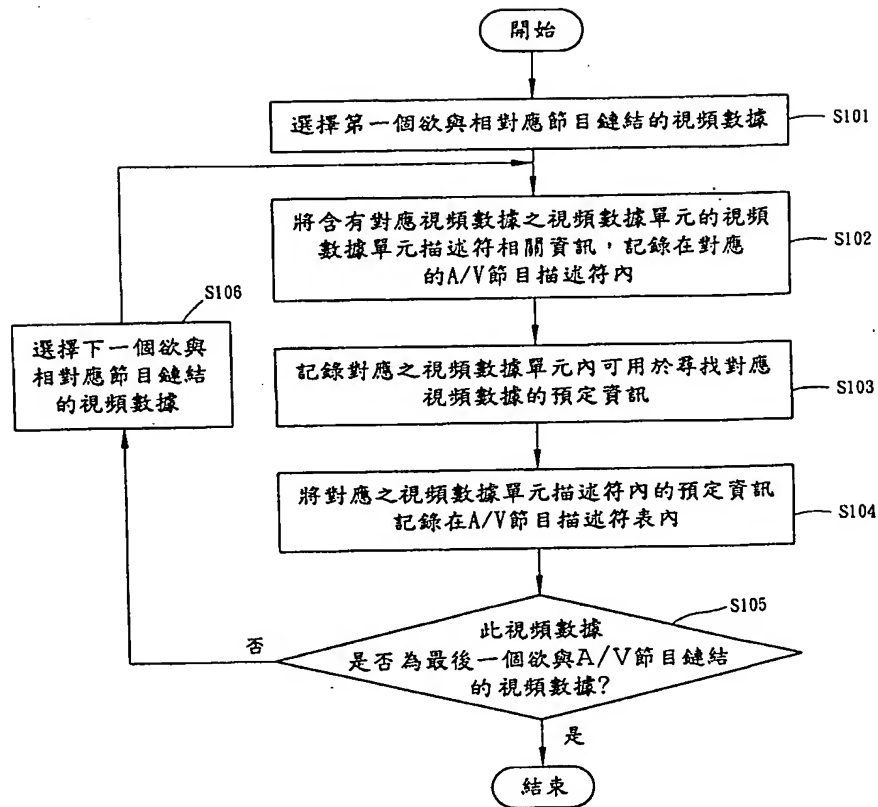 開始
選擇第一個欲與相對應節目鏈結的視頻數據
S101
將含有對應視頻數據之視頻數據單元的視頻
數據單元描述符相關資訊,記錄在對應
的A/V節目描述符內
S102
記錄對應之視頻數據單元內可用於尋找對應
視頻數據的預定資訊
S103
將對應之視頻數據單元描述符內的預定資訊
記錄在A/V節目描述符表內
S104
此視頻數據
是否為最後一個欲與A/V節目鏈結
的視頻數據?
S105
否
S106
選擇下一個欲與
相對應節目鏈結
的視頻數據
是
結束